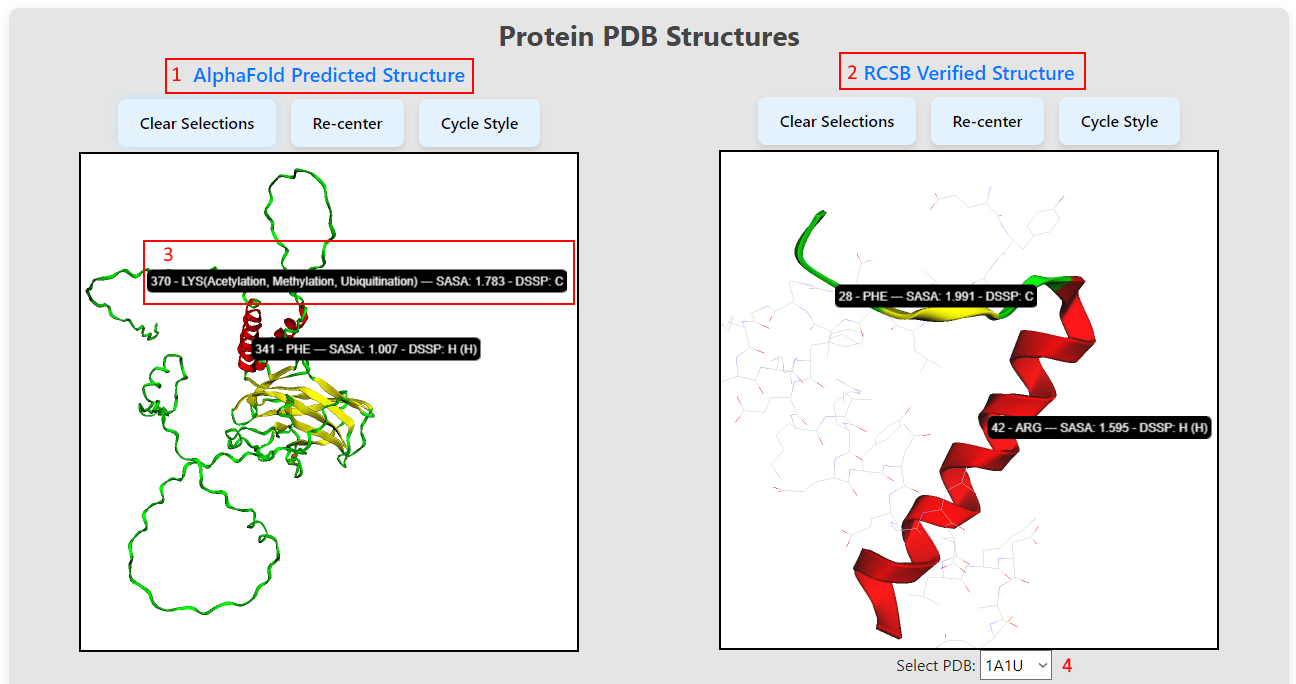 Protein PDB Structures
1 AlphaFold Predicted Structure
2 RCSB Verified Structure
Clear Selections
Re-center
Cycle Style
Clear Selections
Re-center
Cycle Style
3
370 - LYS(Acetylation, Methylation, Ubiquitination) — SASA: 1.783 - DSSP: C
341 - PHE — SASA: 1.007 - DSSP: H (H)
28 - PHE — SASA: 1.991 - DSSP: C
42 - ARG — SASA: 1.595 - DSSP: H (H)
Select PDB: 1A1U 4